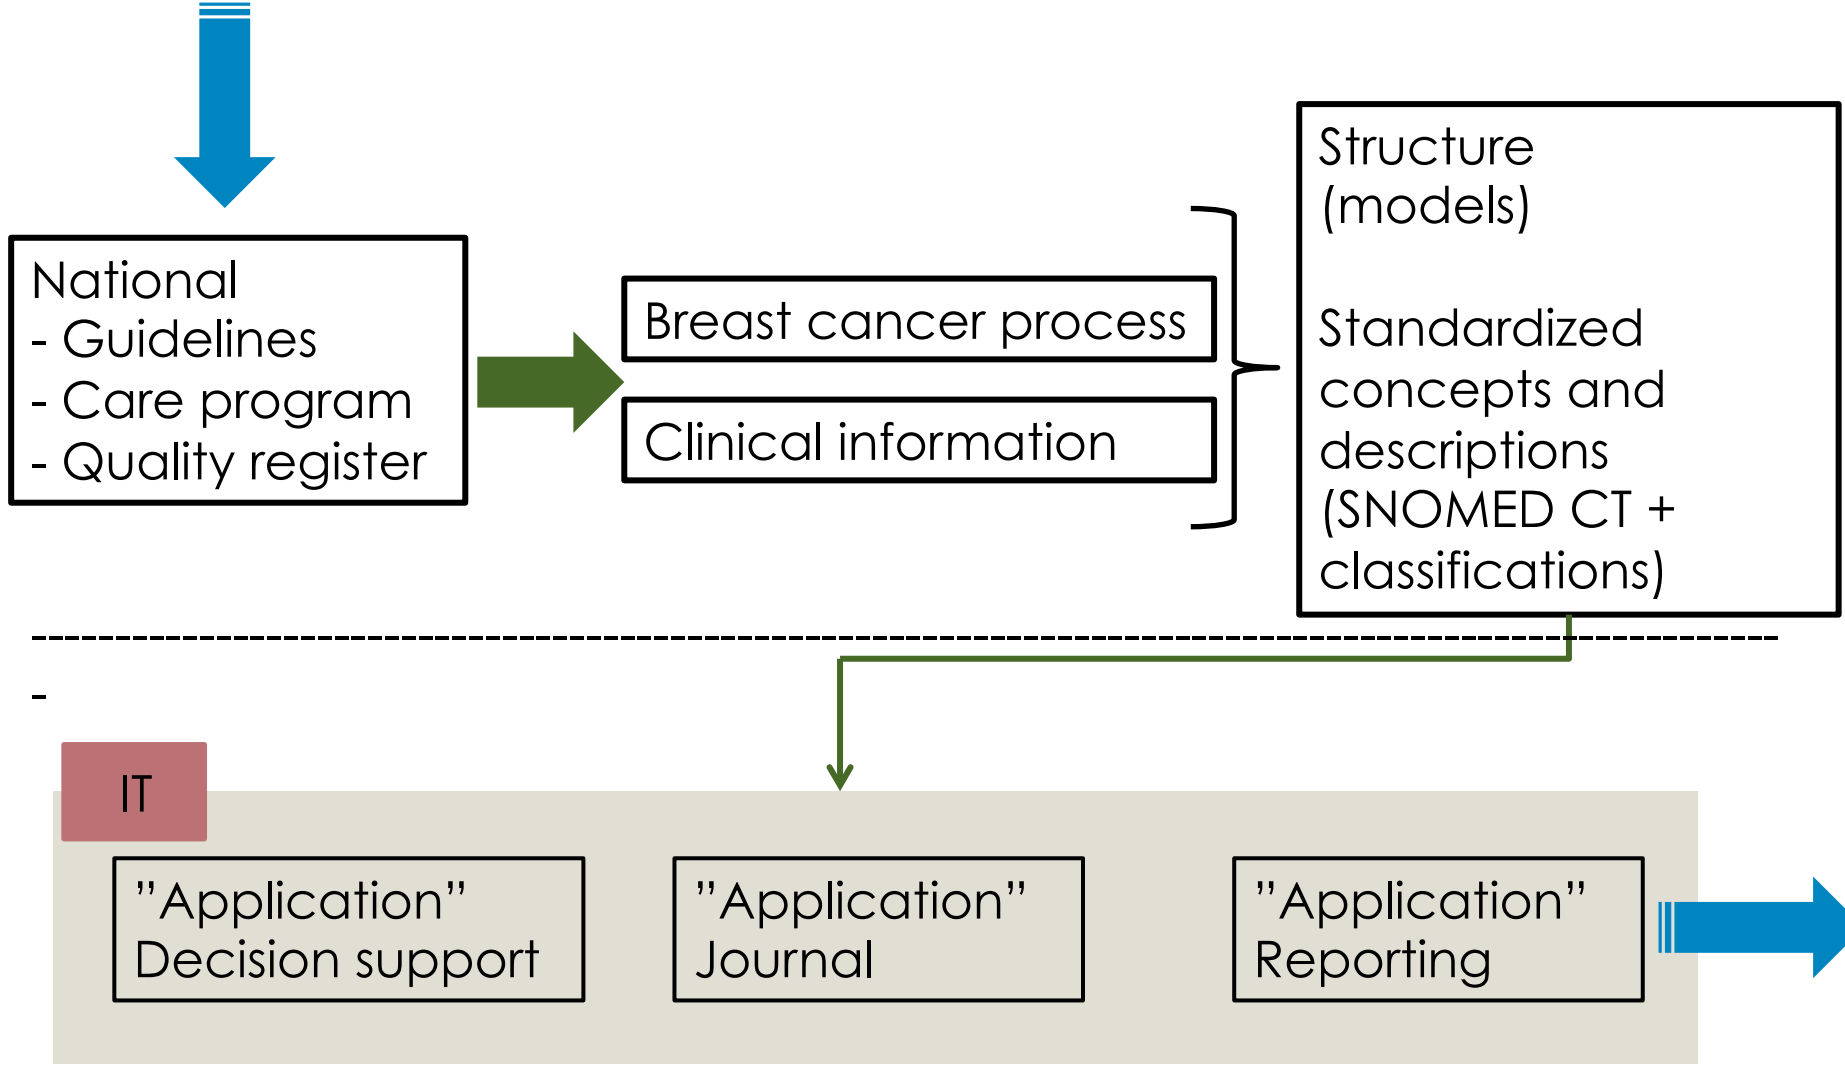 National
- Guidelines
- Care program
- Quality register
Breast cancer process
Clinical information
Structure
(models)
Standardized
concepts and
descriptions
(SNOMED CT +
classifications)
-
IT
”Application”
Decision support
”Application”
Journal
”Application”
Reporting